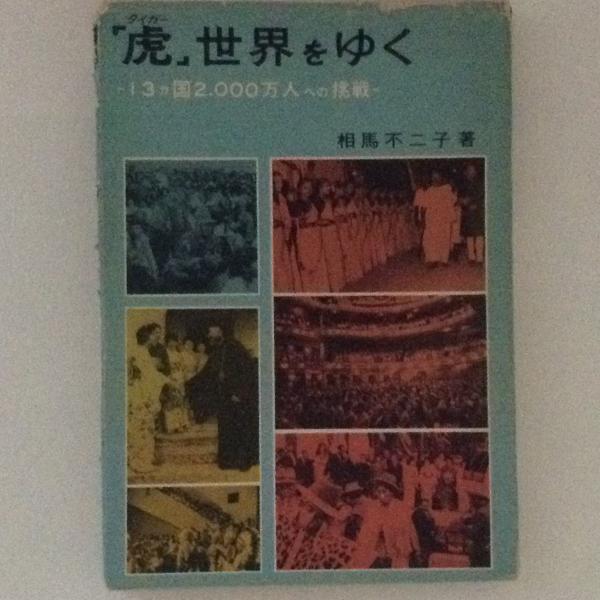 タイガー
「虎」世界をゆく
-13ヵ国2.000万人への挑戦-
相馬不二子著